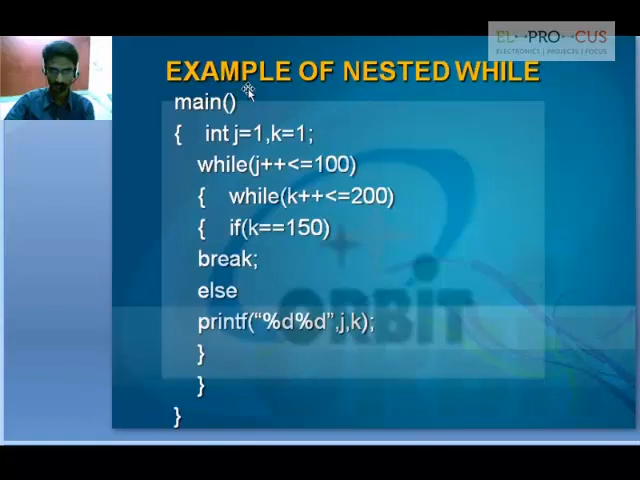 EL PRO CUS
ELECTRONICS | PROJECTS | FOCUS
EXAMPLE OF NESTED WHILE
main()
{ int j=1,k=1;
while(j++<=100)
{ while(k++<=200)
{ if(k==150)
break;
else
printf(“%d%d”,j,k);
}
}
}
ORBiT